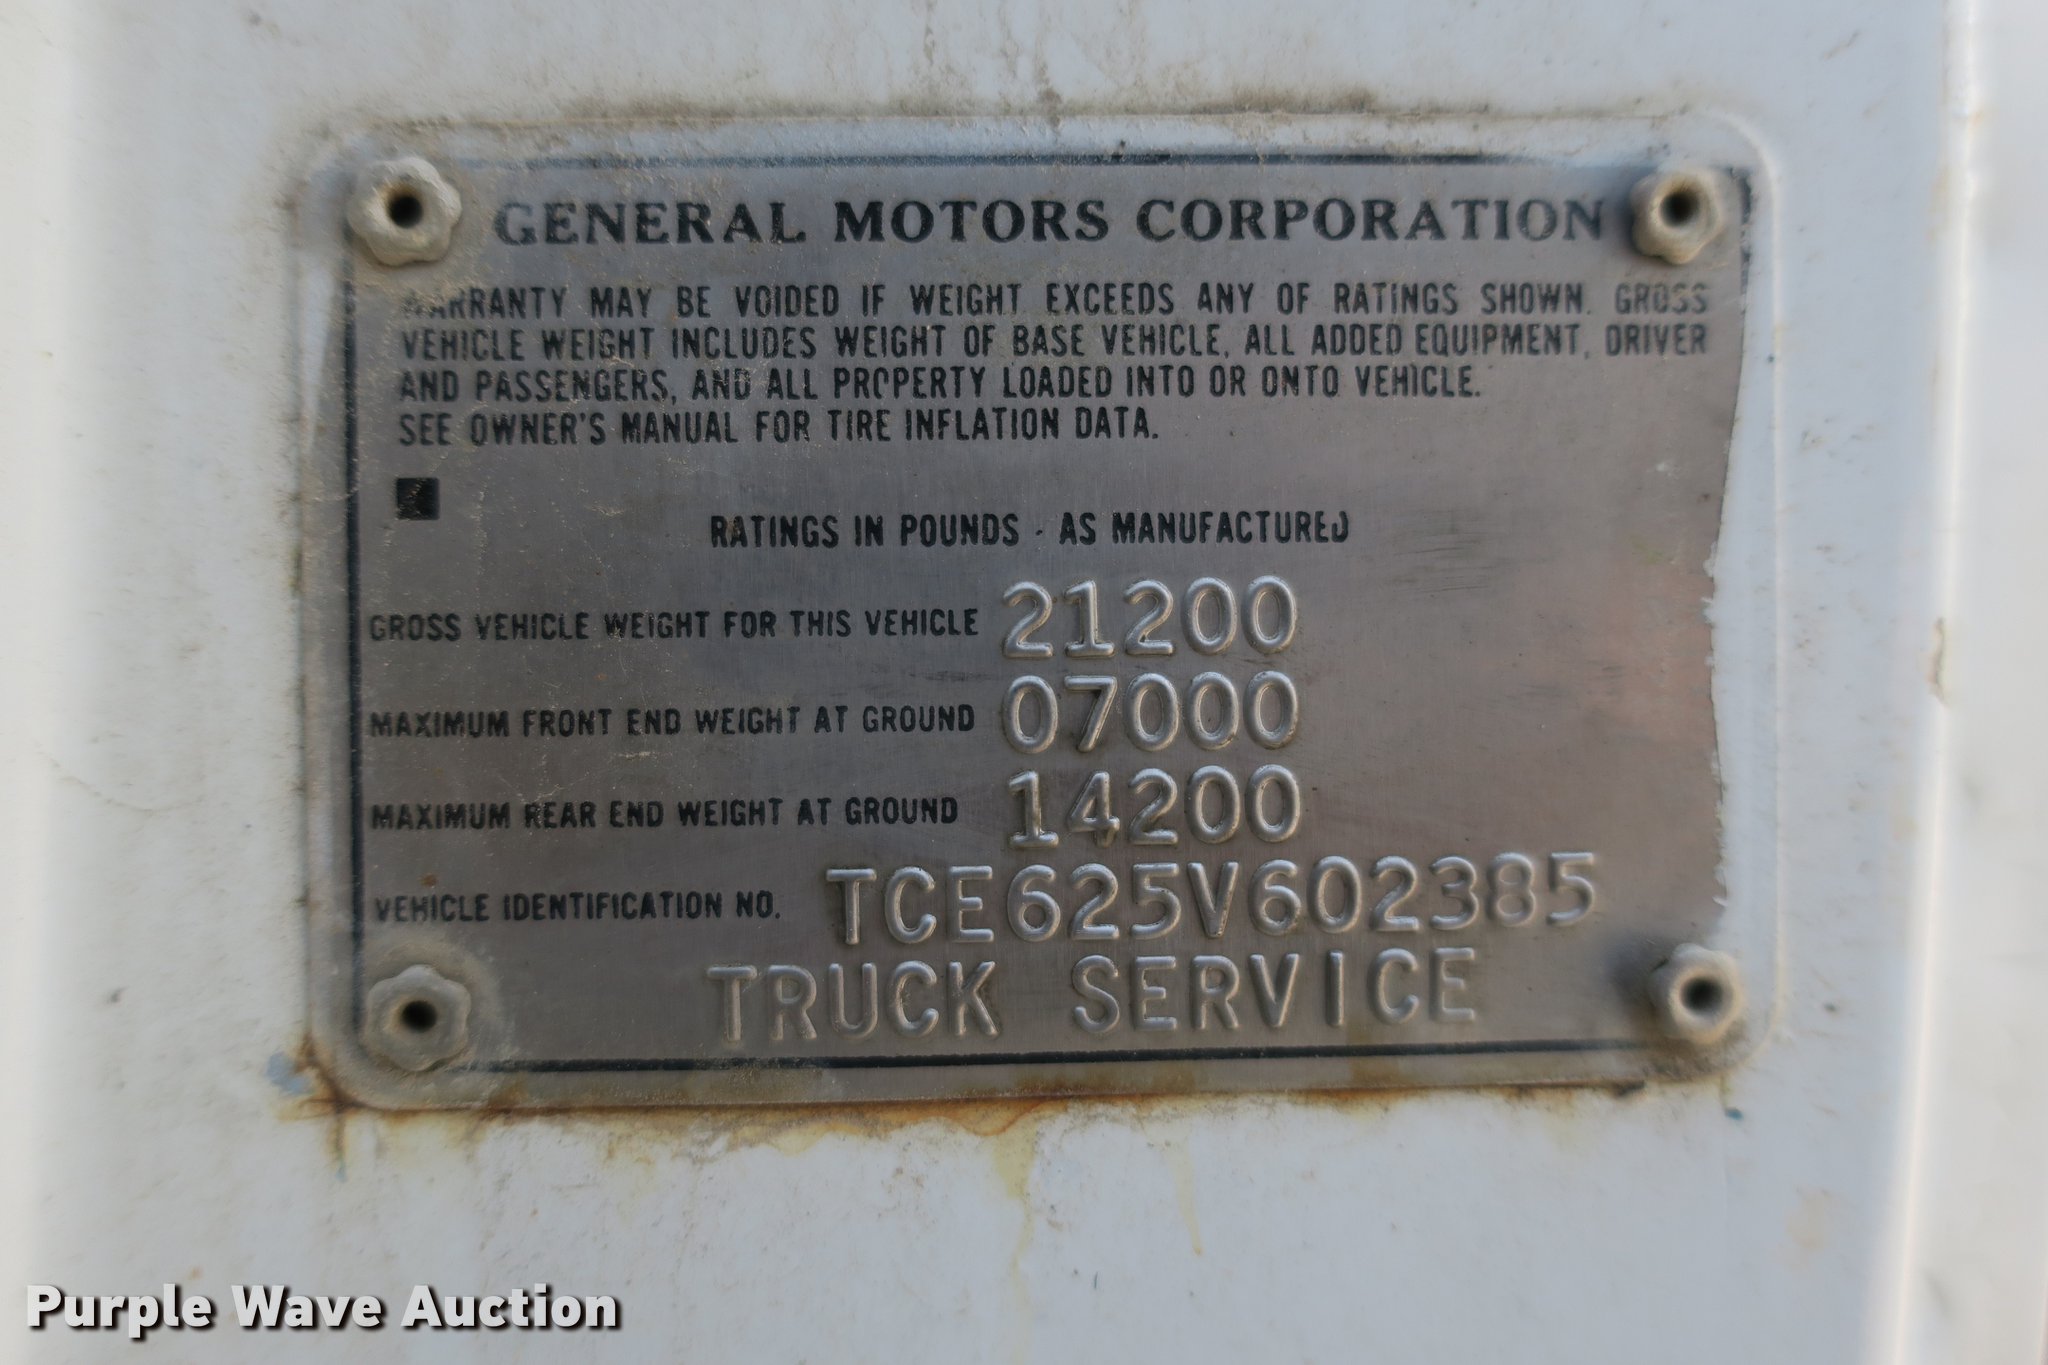 GENERAL MOTORS CORPORATION
WARRANTY MAY BE VOIDED IF WEIGHT EXCEEDS ANY OF RATINGS SHOWN. GROSS
VEHICLE WEIGHT INCLUDES WEIGHT OF BASE VEHICLE, ALL ADDED EQUIPMENT, DRIVER
AND PASSENGERS, AND ALL PROPERTY LOADED INTO OR ONTO VEHICLE.
SEE OWNER'S MANUAL FOR TIRE INFLATION DATA.
RATINGS IN POUNDS - AS MANUFACTURED
GROSS VEHICLE WEIGHT FOR THIS VEHICLE 21200
MAXIMUM FRONT END WEIGHT AT GROUND 07000
MAXIMUM REAR END WEIGHT AT GROUND 14200
VEHICLE IDENTIFICATION NO. TCE625V602385
TRUCK SERVICE
Purple Wave Auction